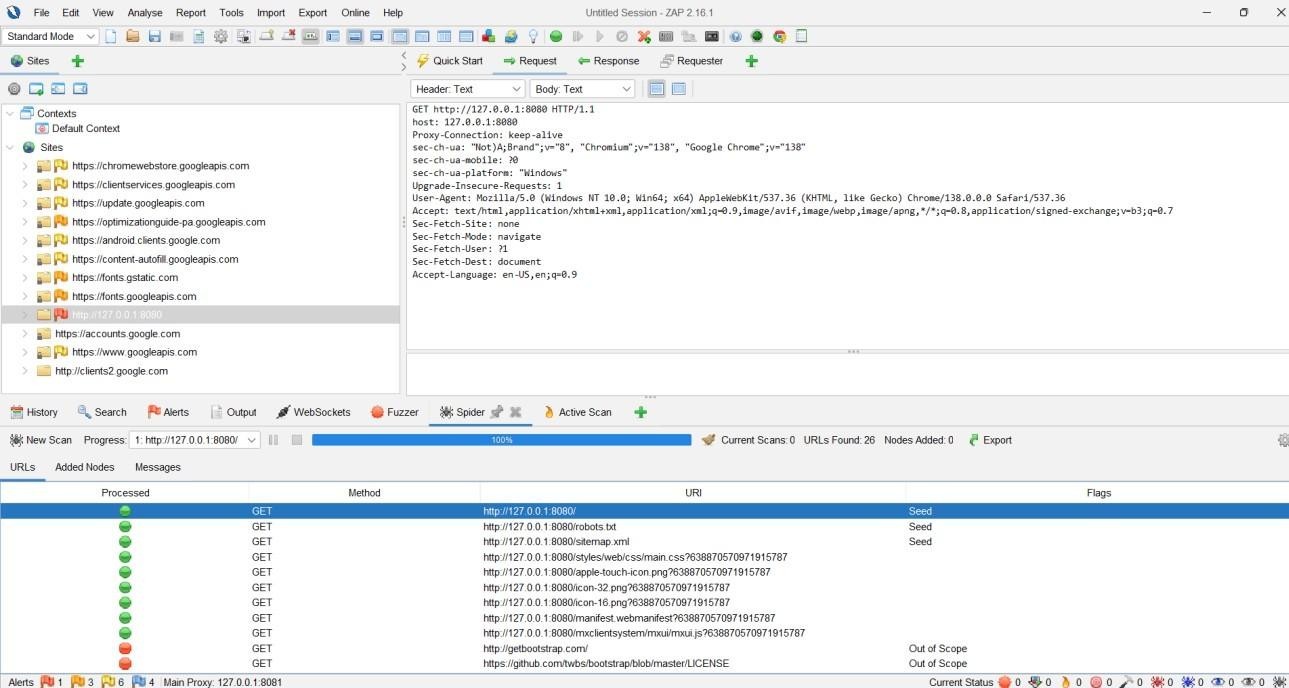 File Edit View Analyse Report Tools Import Export Online Help Untitled Session - ZAP 2.16.1
Standard Mode
Sites Quick Start Request Response Requester
Header: Text Body: Text
Contexts
Default Context
Sites
https://chromewebstore.googleapis.com
https://clientservices.googleapis.com
https://update.googleapis.com
https://optimizationguide-pa.googleapis.com
https://android.clients.google.com
https://content-autofill.googleapis.com
https://fonts.gstatic.com
https://fonts.googleapis.com
http://127.0.0.1:8080
https://accounts.google.com
https://www.googleapis.com
http://clients2.google.com
GET http://127.0.0.1:8080 HTTP/1.1
host: 127.0.0.1:8080
Proxy-Connection: keep-alive
sec-ch-ua: "Not)A;Brand";v="8", "Chromium";v="138", "Google Chrome";v="138"
sec-ch-ua-mobile: ?0
sec-ch-ua-platform: "Windows"
Upgrade-Insecure-Requests: 1
User-Agent: Mozilla/5.0 (Windows NT 10.0; Win64; x64) AppleWebKit/537.36 (KHTML, like Gecko) Chrome/138.0.0.0 Safari/537.36
Accept: text/html,application/xhtml+xml,application/xml;q=0.9,image/avif,image/webp,image/apng,*/*;q=0.8,application/signed-exchange;v=b3;q=0.7
Sec-Fetch-Site: none
Sec-Fetch-Mode: navigate
Sec-Fetch-User: ?1
Sec-Fetch-Dest: document
Accept-Language: en-US,en;q=0.9
History Search Alerts Output WebSockets Fuzzer Spider Active Scan
New Scan Progress: 1: http://127.0.0.1:8080/ 100% Current Scans: 0 URLs Found: 26 Nodes Added: 0 Export
URLs Added Nodes Messages
Processed Method URI Flags
GET http://127.0.0.1:8080/ Seed
GET http://127.0.0.1:8080/robots.txt Seed
GET http://127.0.0.1:8080/sitemap.xml Seed
GET http://127.0.0.1:8080/styles/web/css/main.css?638870570971915787
GET http://127.0.0.1:8080/apple-touch-icon.png?638870570971915787
GET http://127.0.0.1:8080/icon-32.png?638870570971915787
GET http://127.0.0.1:8080/icon-16.png?638870570971915787
GET http://127.0.0.1:8080/manifest.webmanifest?638870570971915787
GET http://127.0.0.1:8080/mxclientsystem/mxui/mxui.js?638870570971915787
GET http://getbootstrap.com/ Out of Scope
GET https://github.com/twbs/bootstrap/blob/master/LICENSE Out of Scope
Alerts 1 3 6 4 Main Proxy: 127.0.0.1:8081 Current Status 0 0 0 0 0 0 0 0 0